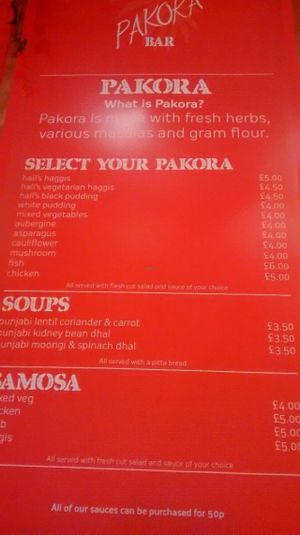 PAKORA
BAR
PAKORA
What is Pakora?
Pakora is made with fresh herbs,
various masalas and gram flour.
SELECT YOUR PAKORA
hall's haggis £5.00
hall's vegetarian haggis £4.50
hall's black pudding £4.50
white pudding £4.00
mixed vegetables £4.00
aubergine £4.00
asparagus £4.00
cauliflower £4.00
mushroom £4.00
fish £6.00
chicken £5.00
All served with fresh cut salad and sauce of your choice
SOUPS
punjabi lentil coriander & carrot £3.50
punjabi kidney bean dhal £3.50
punjabi moongi & spinach dhal £3.50
All served with a pitta bread
SAMOSA
xed veg £4.00
cken £5.00
b £5.00
gis £5.00
All served with fresh cut salad and sauce of your choice
All of our sauces can be purchased for 50p